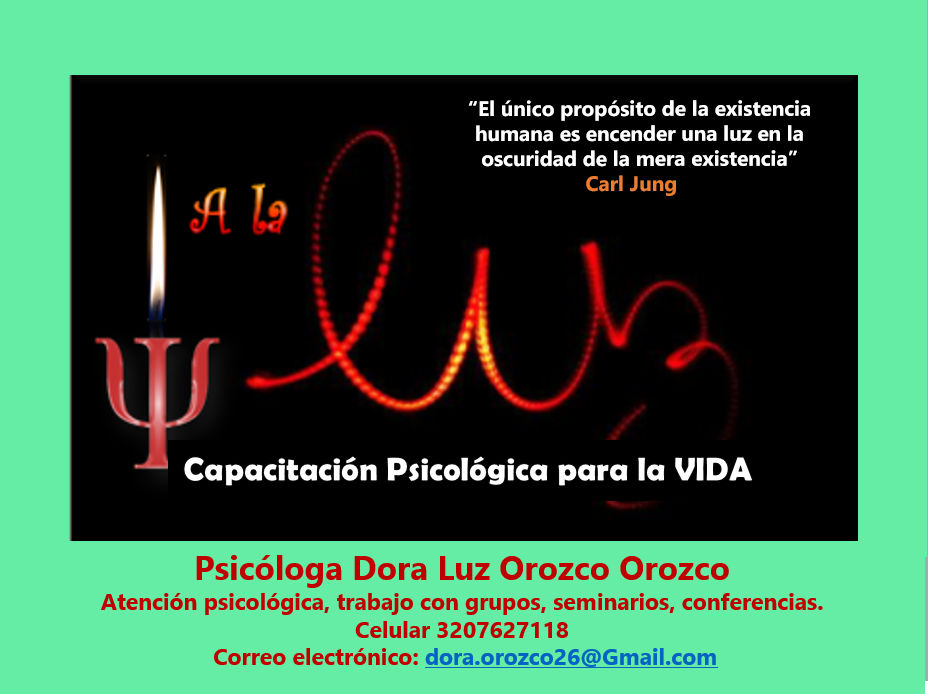 “El único propósito de la existencia
humana es encender una luz en la
oscuridad de la mera existencia”
Carl Jung
A la
luz
Ψ
Capacitación Psicológica para la VIDA
Psicóloga Dora Luz Orozco Orozco
Atención psicológica, trabajo con grupos, seminarios, conferencias.
Celular 3207627118
Correo electrónico: dora.orozco26@Gmail.com